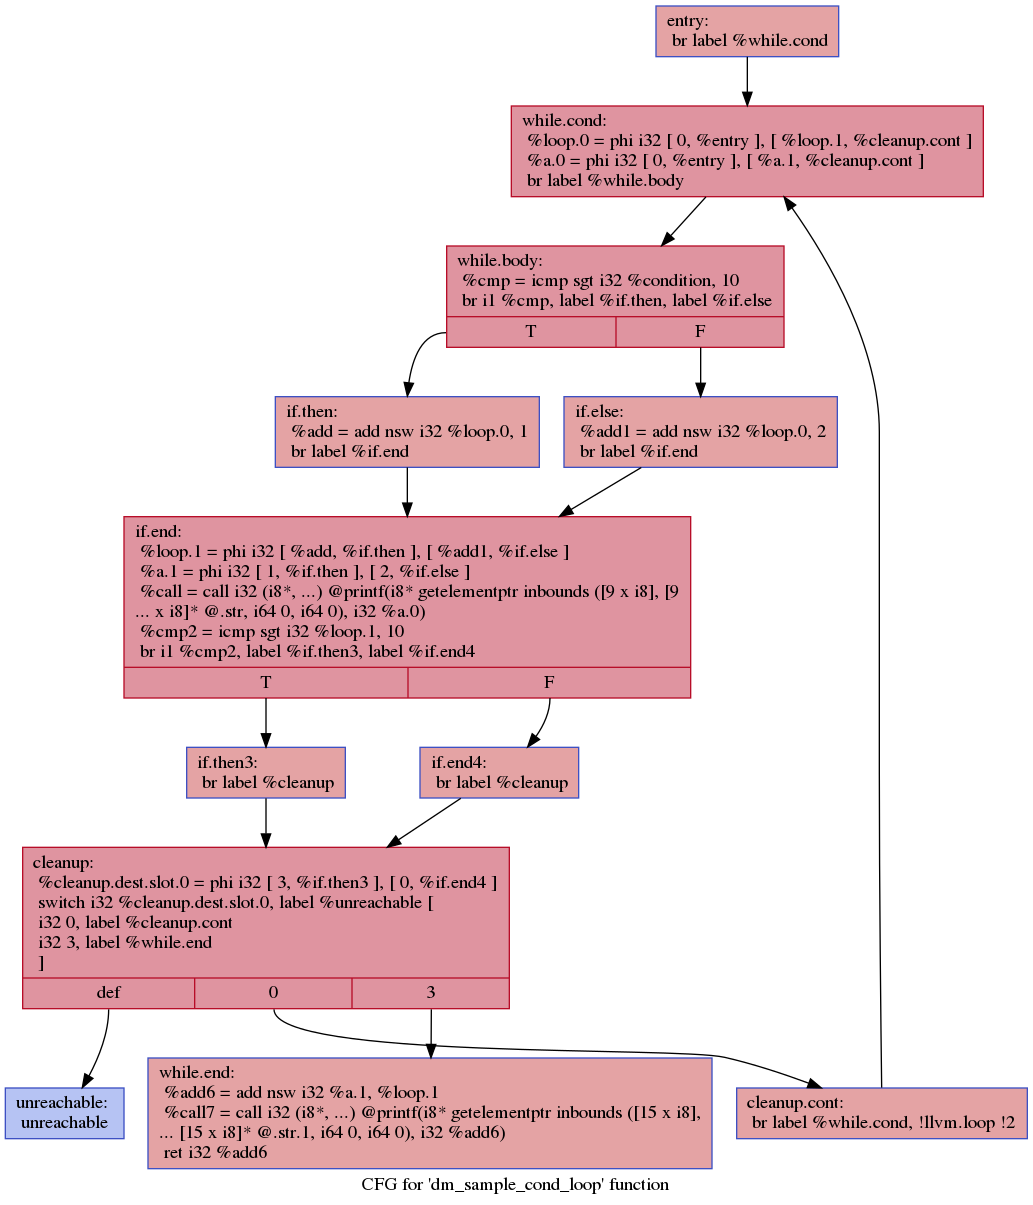 entry:
br label %while.cond
while.cond:
%loop.0 = phi i32 [ 0, %entry ], [ %loop.1, %cleanup.cont ]
%a.0 = phi i32 [ 0, %entry ], [ %a.1, %cleanup.cont ]
br label %while.body
while.body:
%cmp = icmp sgt i32 %condition, 10
br i1 %cmp, label %if.then, label %if.else
T
F
if.then:
%add = add nsw i32 %loop.0, 1
br label %if.end
if.else:
%add1 = add nsw i32 %loop.0, 2
br label %if.end
if.end:
%loop.1 = phi i32 [ %add, %if.then ], [ %add1, %if.else ]
%a.1 = phi i32 [ 1, %if.then ], [ 2, %if.else ]
%call = call i32 (i8*, ...) @printf(i8* getelementptr inbounds ([9 x i8], [9
... x i8]* @.str, i64 0, i64 0), i32 %a.0)
%cmp2 = icmp sgt i32 %loop.1, 10
br i1 %cmp2, label %if.then3, label %if.end4
T
F
if.then3:
br label %cleanup
if.end4:
br label %cleanup
cleanup:
%cleanup.dest.slot.0 = phi i32 [ 3, %if.then3 ], [ 0, %if.end4 ]
switch i32 %cleanup.dest.slot.0, label %unreachable [
i32 0, label %cleanup.cont
i32 3, label %while.end
]
def
0
3
unreachable:
unreachable
while.end:
%add6 = add nsw i32 %a.1, %loop.1
%call7 = call i32 (i8*, ...) @printf(i8* getelementptr inbounds ([15 x i8],
... [15 x i8]* @.str.1, i64 0, i64 0), i32 %add6)
ret i32 %add6
cleanup.cont:
br label %while.cond, !llvm.loop !2
CFG for 'dm_sample_cond_loop' function